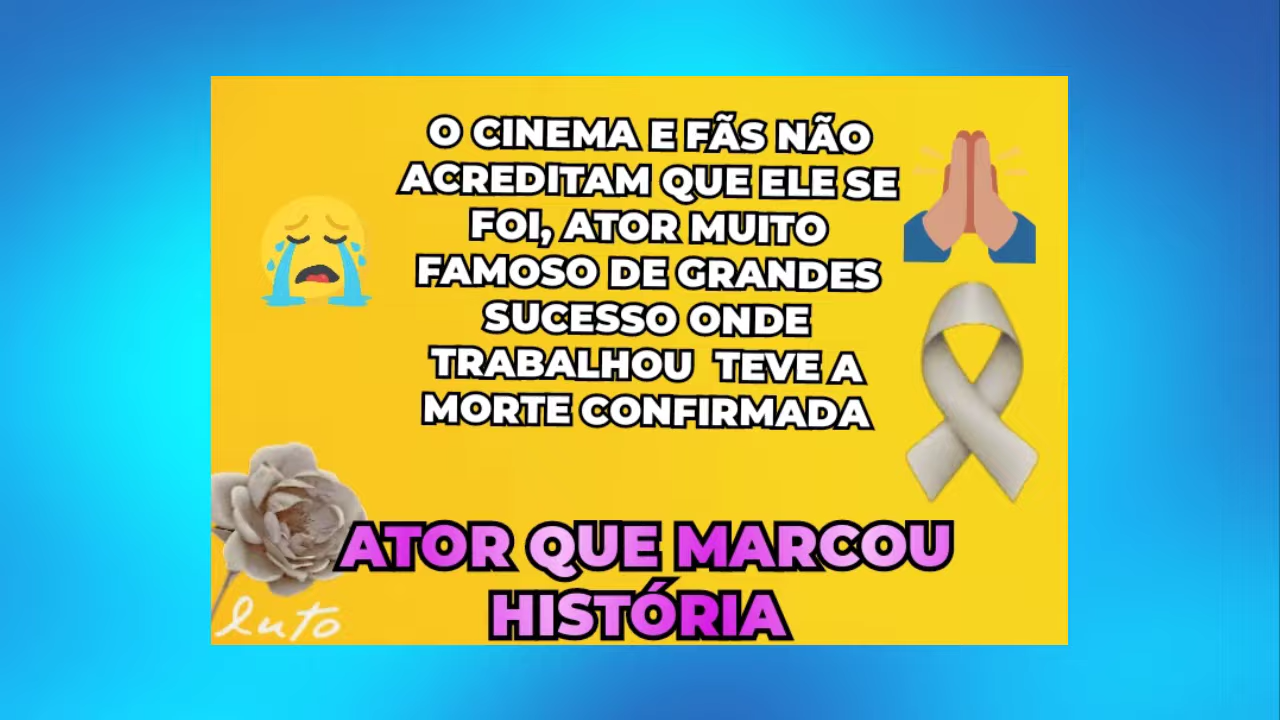 O CINEMA E FÃS NÃO
ACREDITAM QUE ELE SE
FOI, ATOR MUITO
FAMOSO DE GRANDES
SUCESSO ONDE
TRABALHOU TEVE A
MORTE CONFIRMADA
ATOR QUE MARCOU
HISTÓRIA
luto